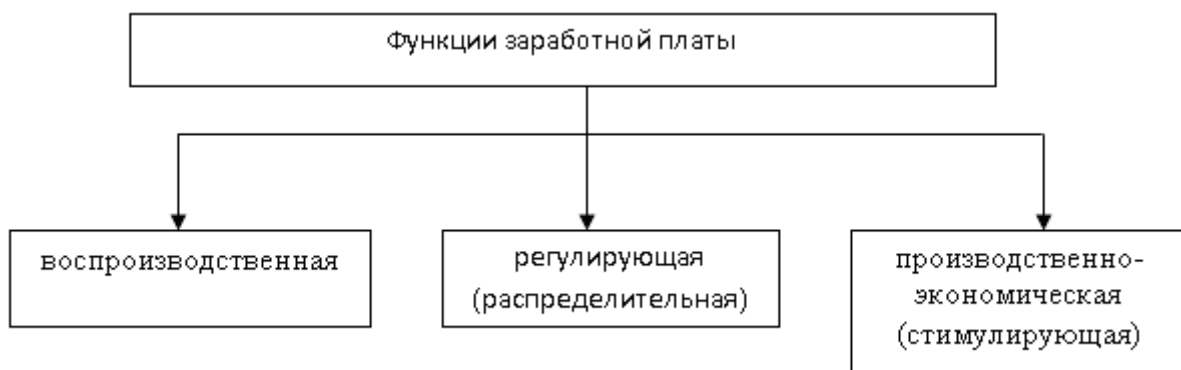 Функции заработной платы
воспроизводственная
регулирующая
(распределительная)
производственно-
экономическая
(стимулирующая)